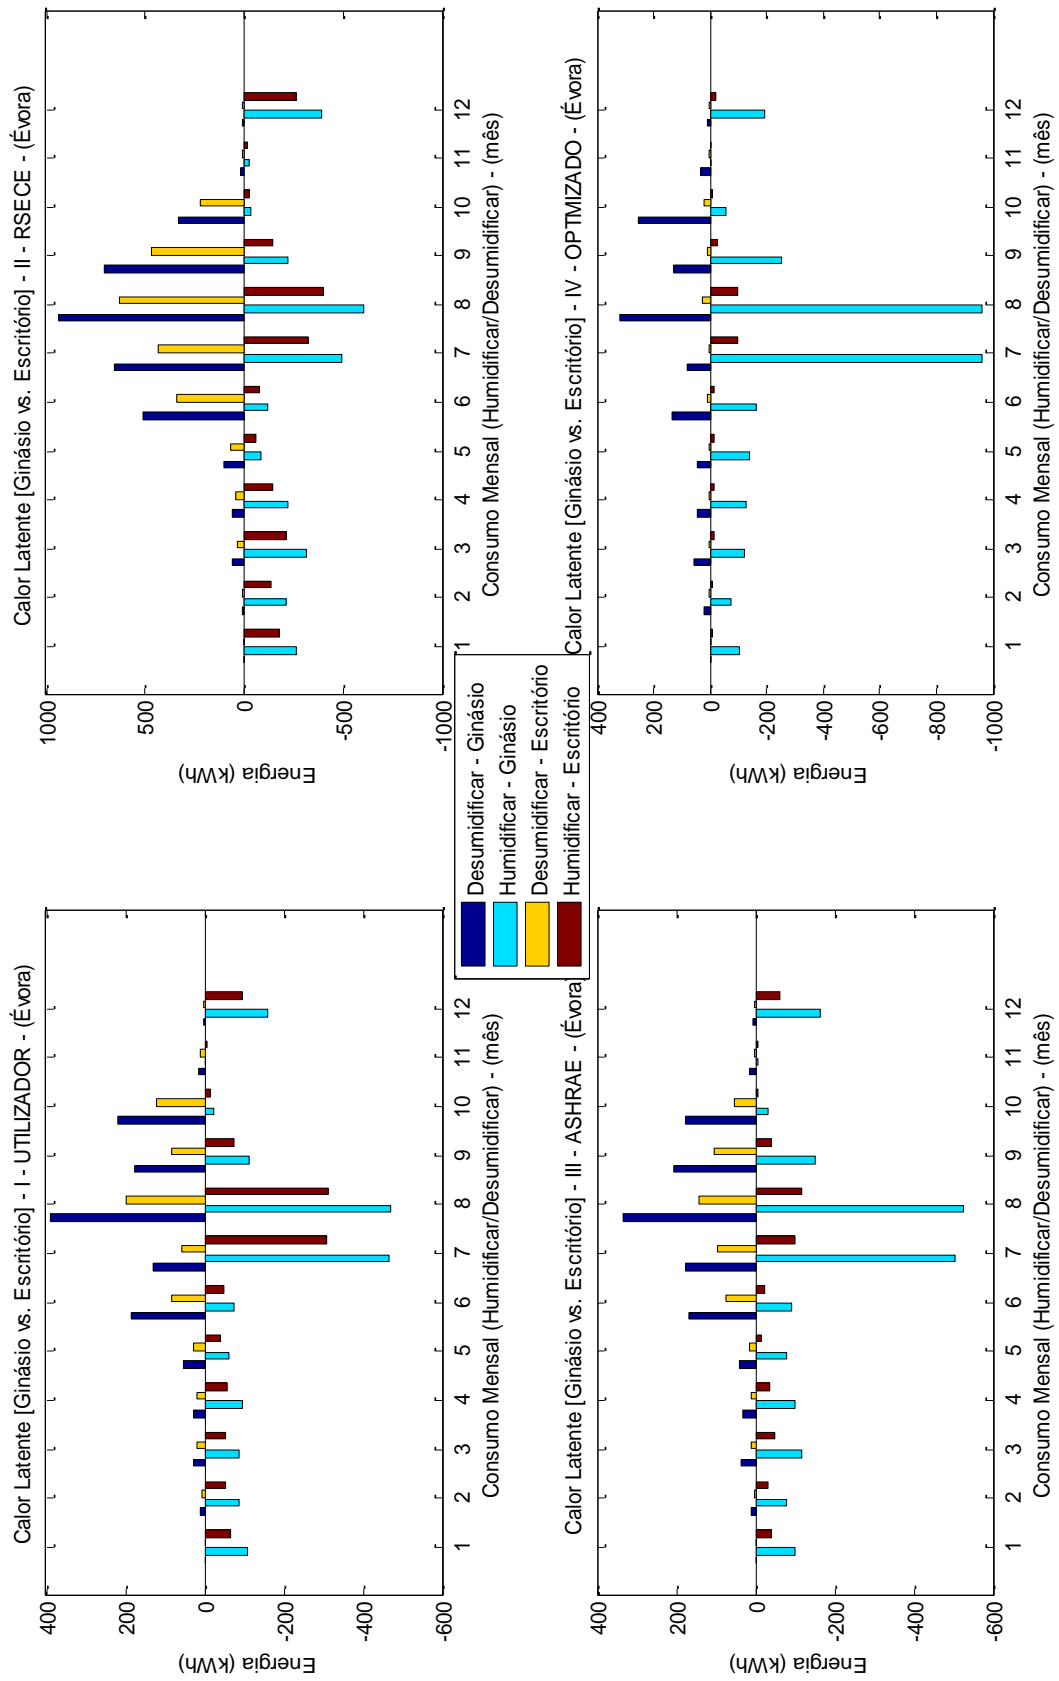 Calor Latente [Ginásio vs. Escritório] - I - UTILIZADOR - (Évora)
400
200
0
-200
-400
-600
Energia (kWh)
1 2 3 4 5 6 7 8 9 10 11 12
Consumo Mensal (Humidificar/Desumidificar) - (mês)
Calor Latente [Ginásio vs. Escritório] - II - RSECE - (Évora)
1000
500
0
-500
-1000
Energia (kWh)
1 2 3 4 5 6 7 8 9 10 11 12
Consumo Mensal (Humidificar/Desumidificar) - (mês)
Desumidificar - Ginásio
Humidificar - Ginásio
Desumidificar - Escritório
Humidificar - Escritório
Calor Latente [Ginásio vs. Escritório] - III - ASHRAE - (Évora
400
200
0
-200
-400
-600
Energia (kWh)
1 2 3 4 5 6 7 8 9 10 11 12
Consumo Mensal (Humidificar/Desumidificar) - (mês)
Calor Latente [Ginásio vs. Escritório] - IV - OPTMIZADO - (Évora)
400
200
0
-200
-400
-600
-800
-1000
Energia (kWh)
1 2 3 4 5 6 7 8 9 10 11 12
Consumo Mensal (Humidificar/Desumidificar) - (mês)